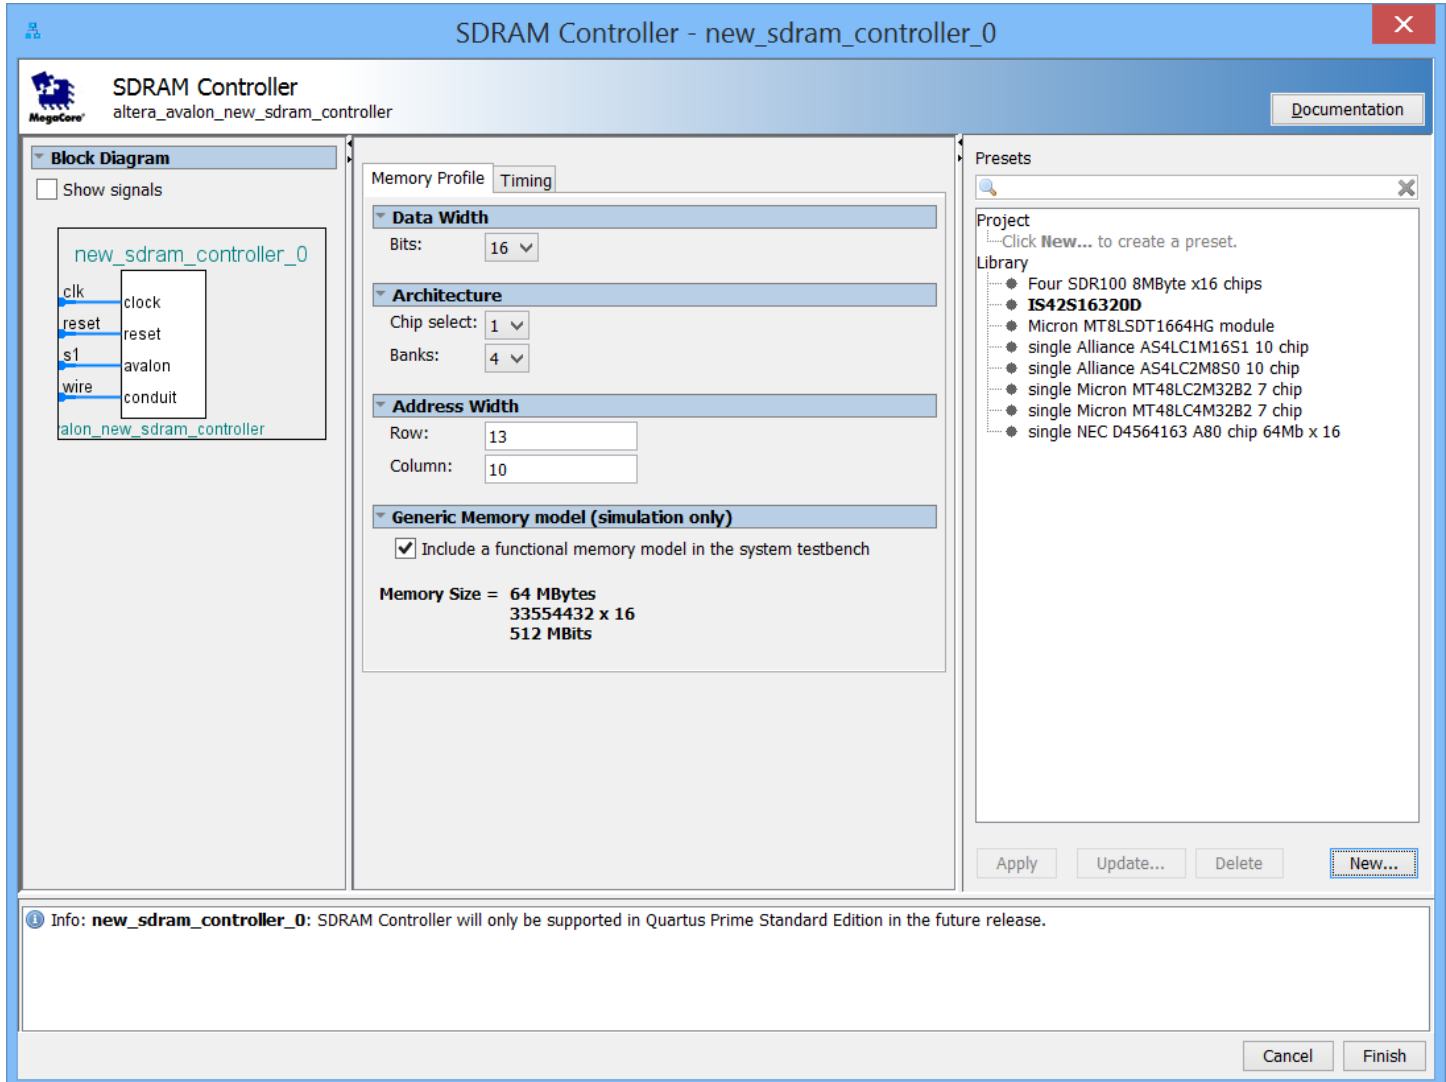 SDRAM Controller - new_sdram_controller_0
SDRAM Controller
altera_avalon_new_sdram_controller
MegaCore®
Documentation
Block Diagram
Show signals
new_sdram_controller_0
clk
clock
reset
reset
s1
avalon
wire
conduit
alon_new_sdram_controller
Memory Profile
Timing
Data Width
Bits: 16
Architecture
Chip select: 1
Banks: 4
Address Width
Row: 13
Column: 10
Generic Memory model (simulation only)
Include a functional memory model in the system testbench
Memory Size = 64 MBytes
33554432 x 16
512 MBits
Presets
Project
Click New... to create a preset.
Library
Four SDR100 8MByte x16 chips
IS42S16320D
Micron MT8LSDT1664HG module
single Alliance AS4LC1M16S1 10 chip
single Alliance AS4LC2M8S0 10 chip
single Micron MT48LC2M32B2 7 chip
single Micron MT48LC4M32B2 7 chip
single NEC D4564163 A80 chip 64Mb x 16
Apply
Update...
Delete
New...
Info: new_sdram_controller_0: SDRAM Controller will only be supported in Quartus Prime Standard Edition in the future release.
Cancel
Finish